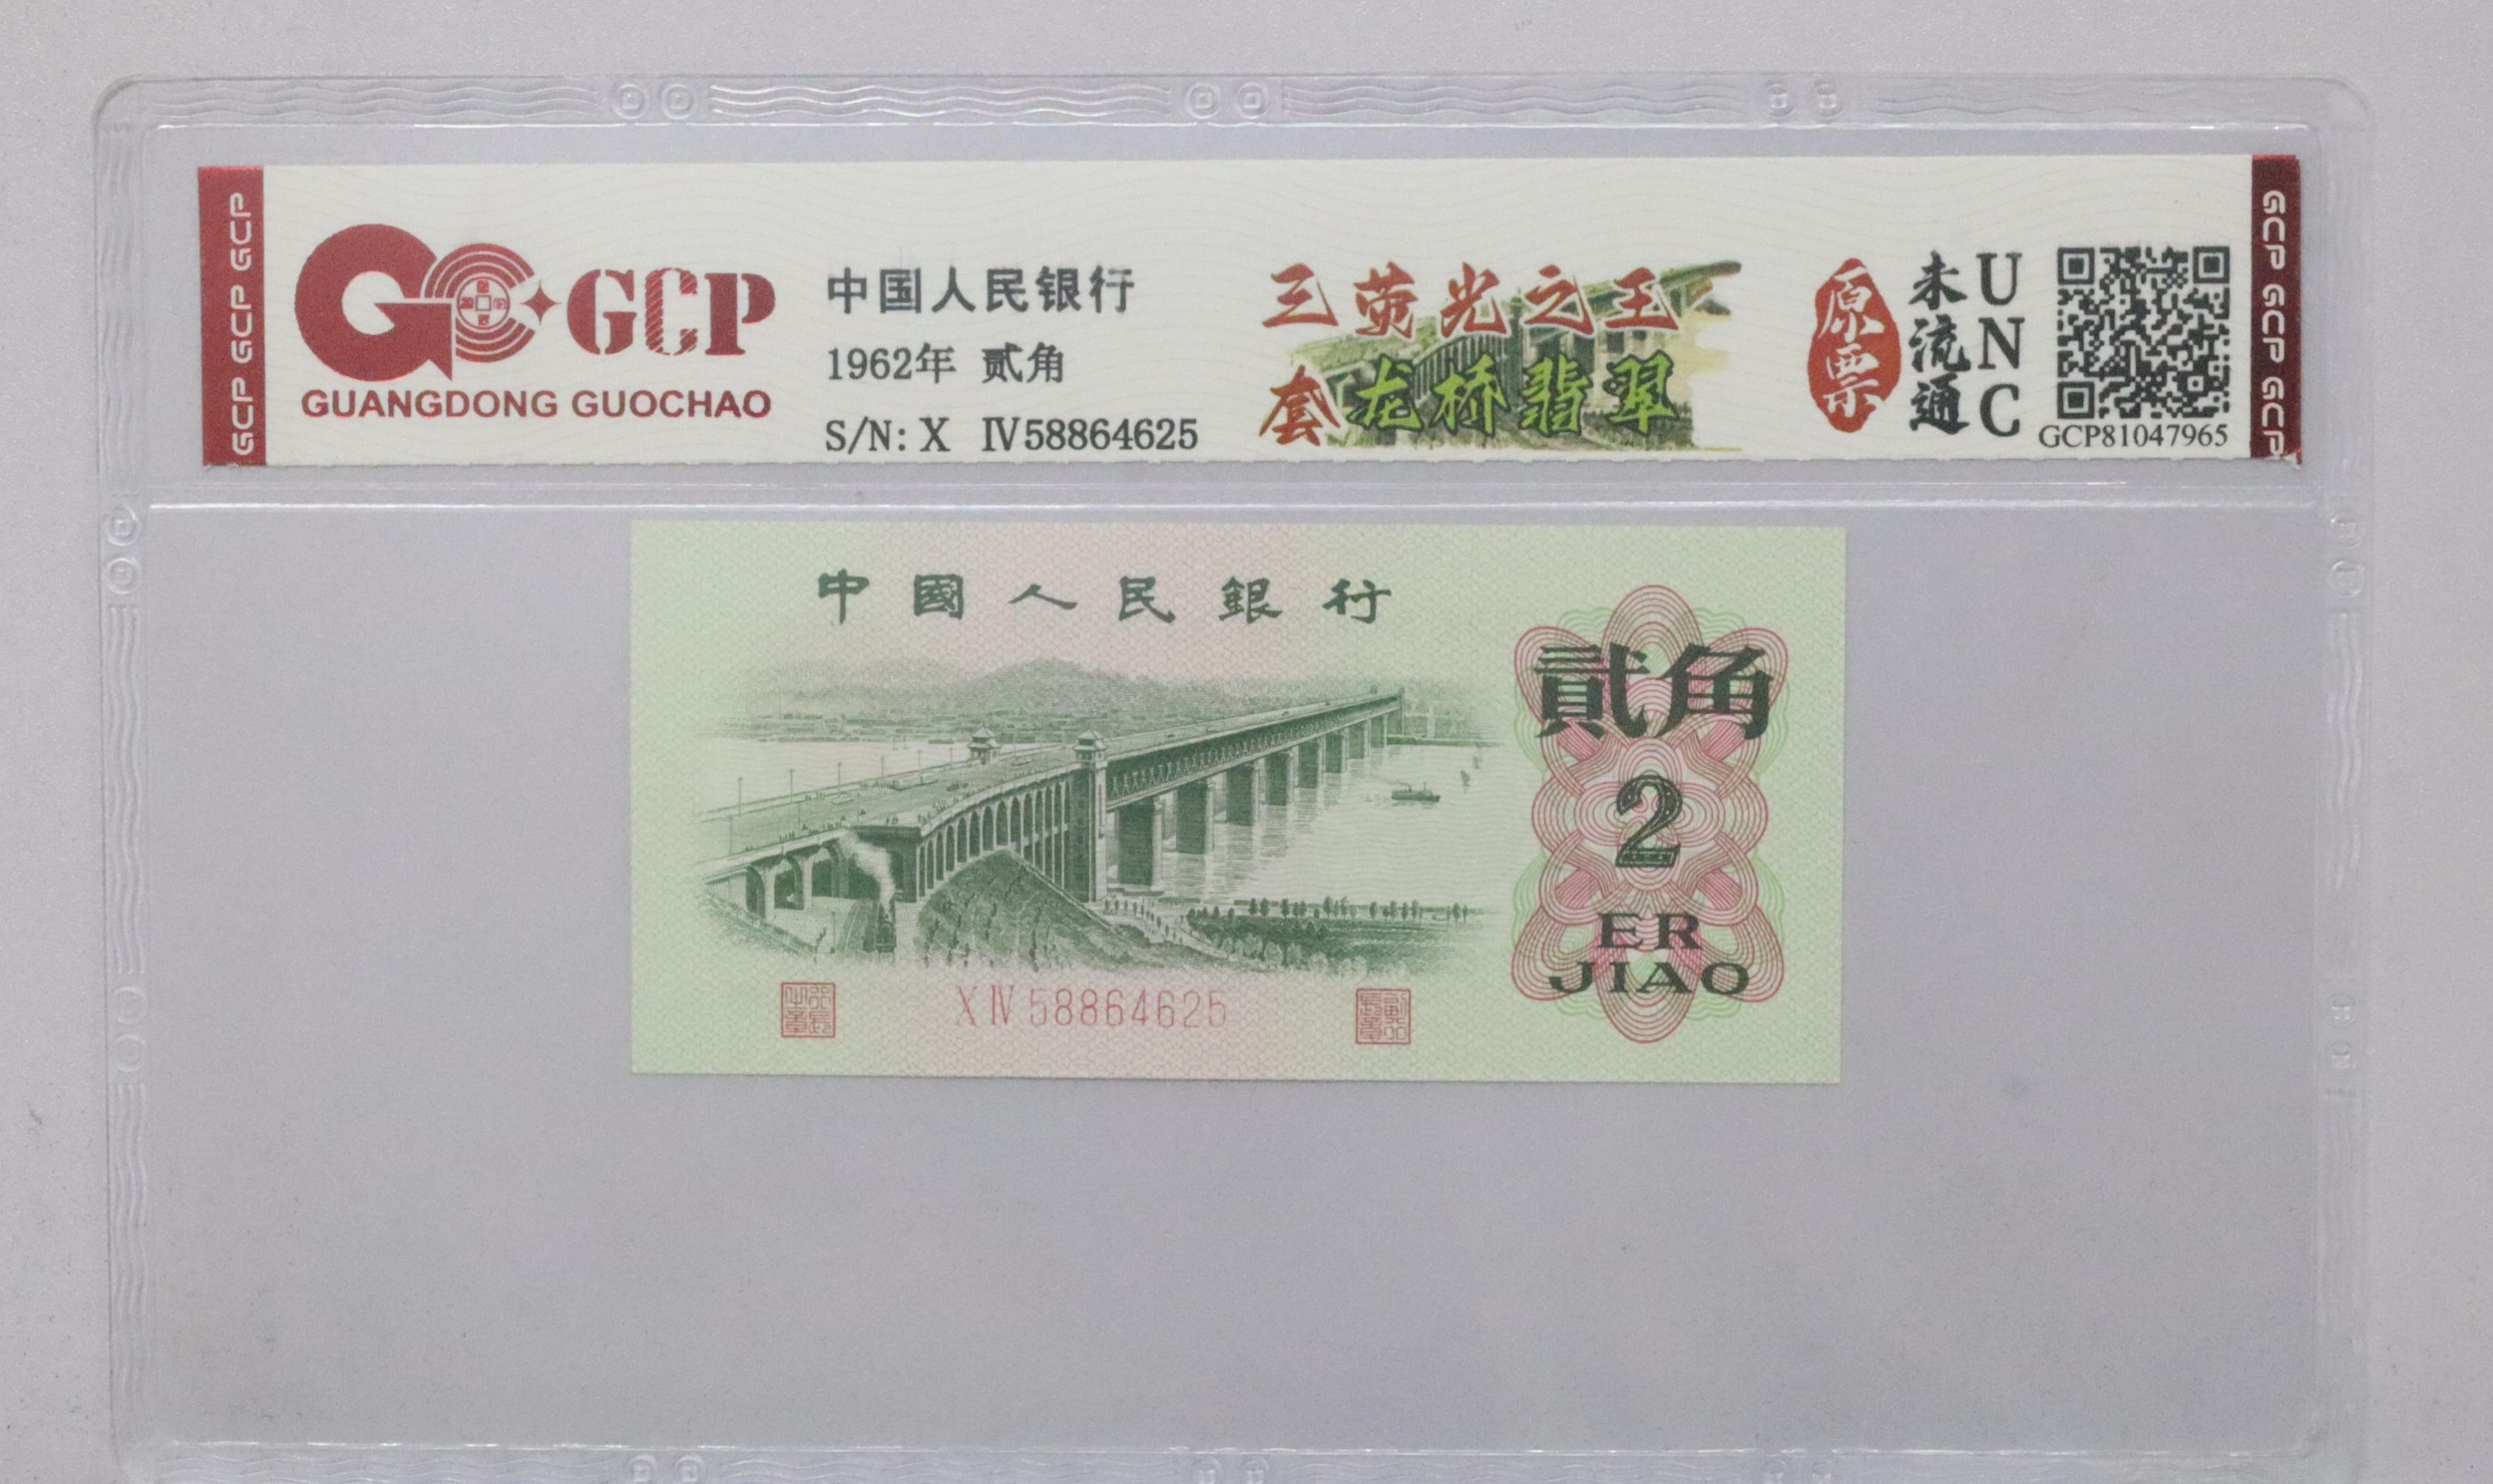 GCP GCP GCP
GCP
GUANGDONG GUOCHAO
中国人民银行
1962年 贰角
S/N: X Ⅳ58864625
三荧光之王
套龙桥翡翠
原票
未流通
UNC
GCP81047965
GCP GCP GCP
中國人民銀行
貳角
2
ER
JIAO
X Ⅳ 58864625